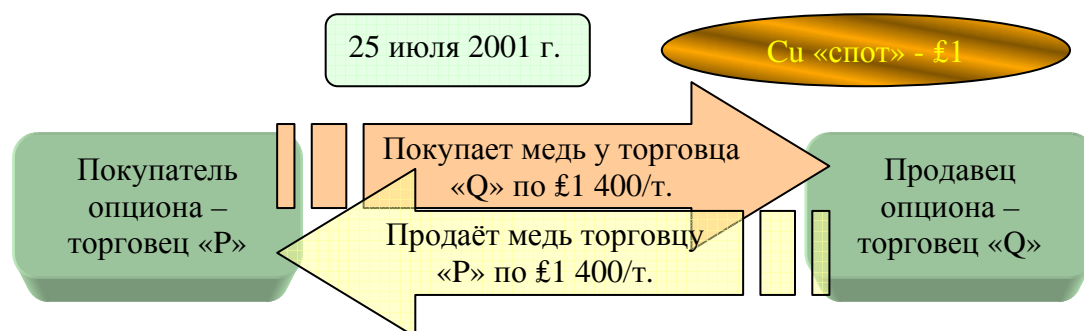 25 июля 2001 г.
Cu «спот» - ₤1
Покупатель
опциона –
торговец «P»
Покупает медь у торговца
«Q» по ₤1 400/т.
Продаёт медь торговцу
«P» по ₤1 400/т.
Продавец
опциона –
торговец «Q»